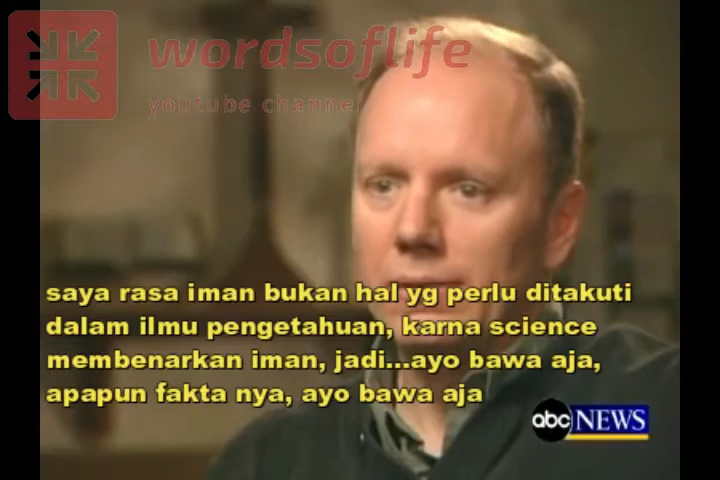 wordsoflife
youtube channel
saya rasa iman bukan hal yg perlu ditakuti
dalam ilmu pengetahuan, karna science
membenarkan iman, jadi...ayo bawa aja,
apapun fakta nya, ayo bawa aja
abc NEWS